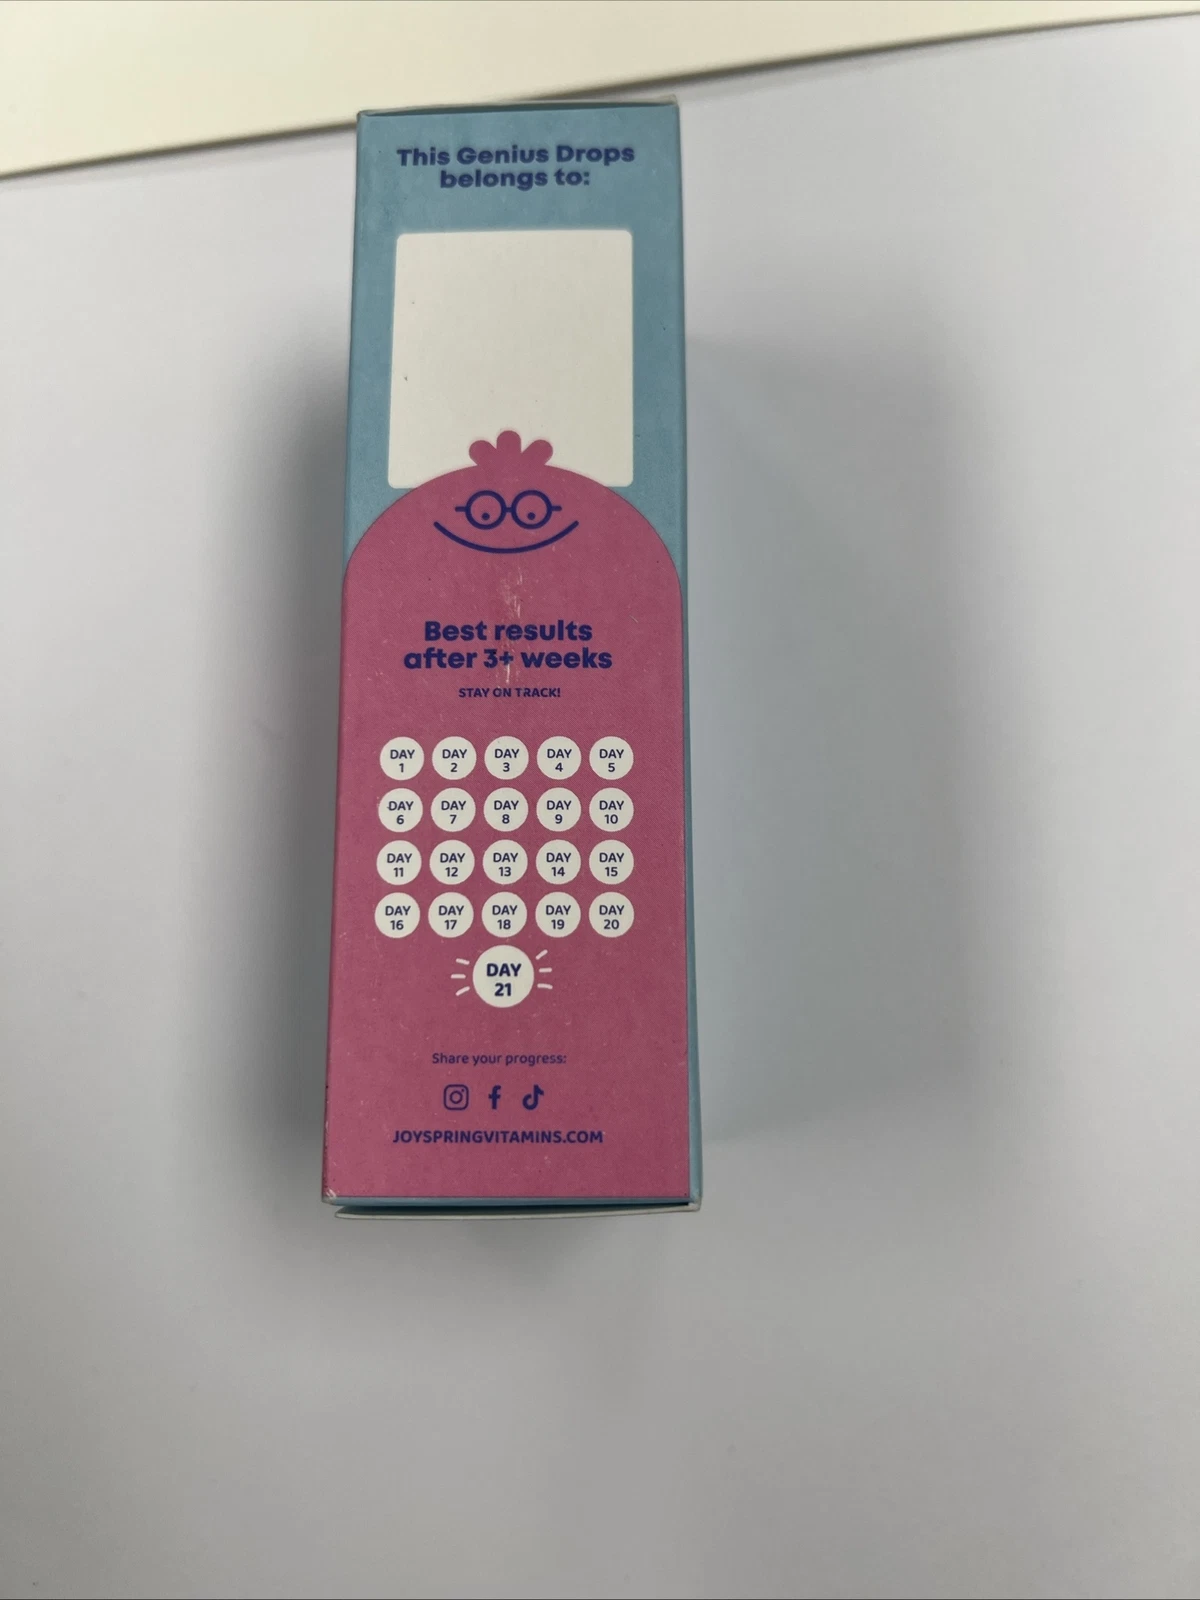 This Genius Drops
belongs to:
Best results
after 3+ weeks
STAY ON TRACK!
DAY 1 DAY 2 DAY 3 DAY 4 DAY 5
DAY 6 DAY 7 DAY 8 DAY 9 DAY 10
DAY 11 DAY 12 DAY 13 DAY 14 DAY 15
DAY 16 DAY 17 DAY 18 DAY 19 DAY 20
DAY 21
Share your progress:
JOYSPRINGVITAMINS.COM